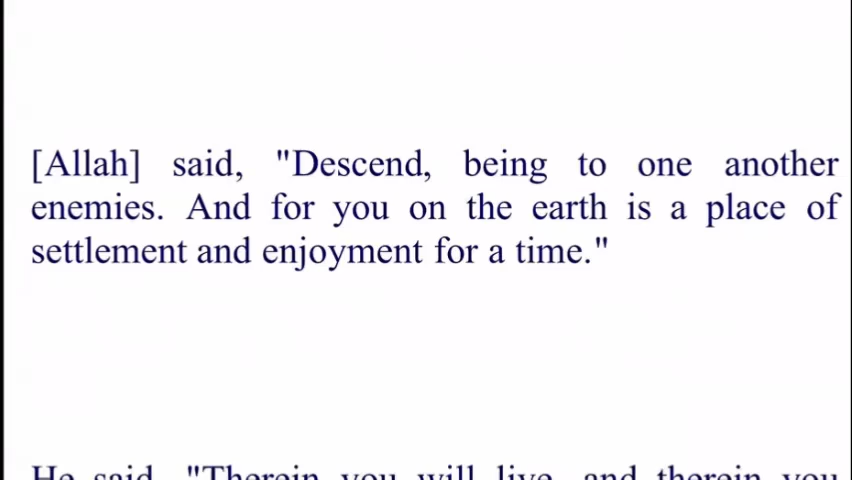 [Allah] said, "Descend, being to one another
enemies. And for you on the earth is a place of
settlement and enjoyment for a time."
He said, "Therein you will live, and therein you